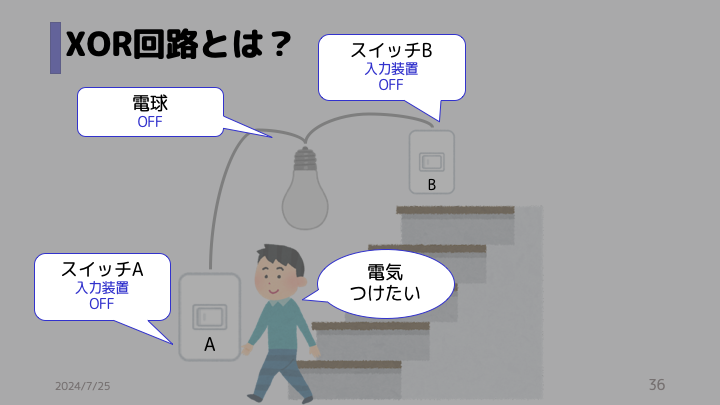 XOR回路とは？
スイッチB
入力装置
OFF
電球
OFF
B
スイッチA
入力装置
OFF
電気
つけたい
A
2024/7/25
36